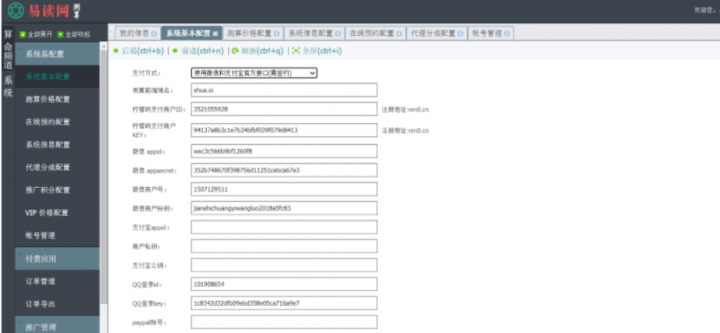 易读网 测算
欢迎您，
算命频道系统
全部展开 全部收起
我的信息 系统基本配置 测算价格配置 系统信息配置 在线预约配置 代理分成配置 帐号管理
后退(ctrl+b) 前进(ctrl+n) 刷新(ctrl+q) 全屏(ctrl+i)
系统基配置
系统基本配置
测算价格配置
在线预约配置
系统信息配置
代理分成配置
推广积分配置
VIP 价格配置
帐号管理
付费应用
订单管理
订单导出
推广管理
支付方式： 使用微信和支付宝官方接口(需签约)
测算前端域名： shua.io
柠檬码支付商户ID： 3521055928 注册地址:nm0.cn
柠檬码支付商户KEY： 94137a8b3c1e7b34bfbf039f079d8413 注册地址:nm0.cn
微信 appid： wxc3c566b9bf1260f8
微信 appsecret： 352b748670f398756d11251cebca67e3
微信商户号： 1507129511
微信商户秘钥： jianshichuangyiwangluo2018a5fc83
支付宝appid：
商户私钥：
支付宝公钥：
QQ登录id： 101908654
QQ登录key： 1c8342d32dfb09ebd358e05ca716a9e7
paypal账号：